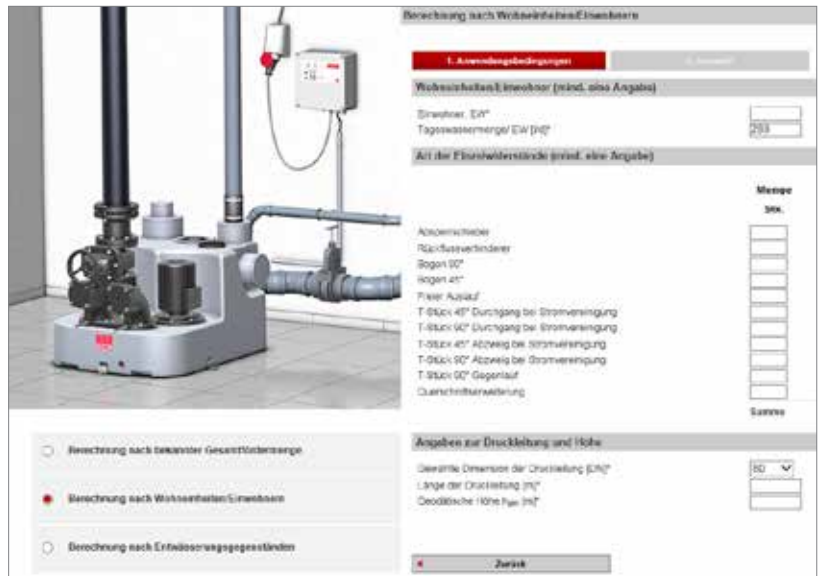 Berechnung nach Wohneinheiten/Einwohnern
1. Anwendungsbedingungen
Wohneinheiten/Einwohner (mind. eine Angabe)
Einwohner, EW*
Tageswassermenge/ EW [l/d]*
Art der Einzelwiderstände (mind. eine Angabe)
Menge
Stk.
Absperrschieber
Rückflussverhinderer
Bogen 90°
Bogen 45°
Freier Auslauf
T-Stück 45° Durchgang bei Stromvereinigung
T-Stück 90° Durchgang bei Stromvereinigung
T-Stück 45° Abzweig bei Stromvereinigung
T-Stück 90° Abzweig bei Stromvereinigung
T-Stück 90° Gegenlauf
Querschnittserweiterung
Summe
Angaben zur Druckleitung und Höhe
Gewählte Dimension der Druckleitung [DN]* 80
Länge der Druckleitung [m]*
Geodätische Höhe hgeo [m]*
Zurück
Berechnung nach bekannter Gesamtfördermenge
Berechnung nach Wohneinheiten/Einwohnern
Berechnung nach Entwässerungsgegenständen